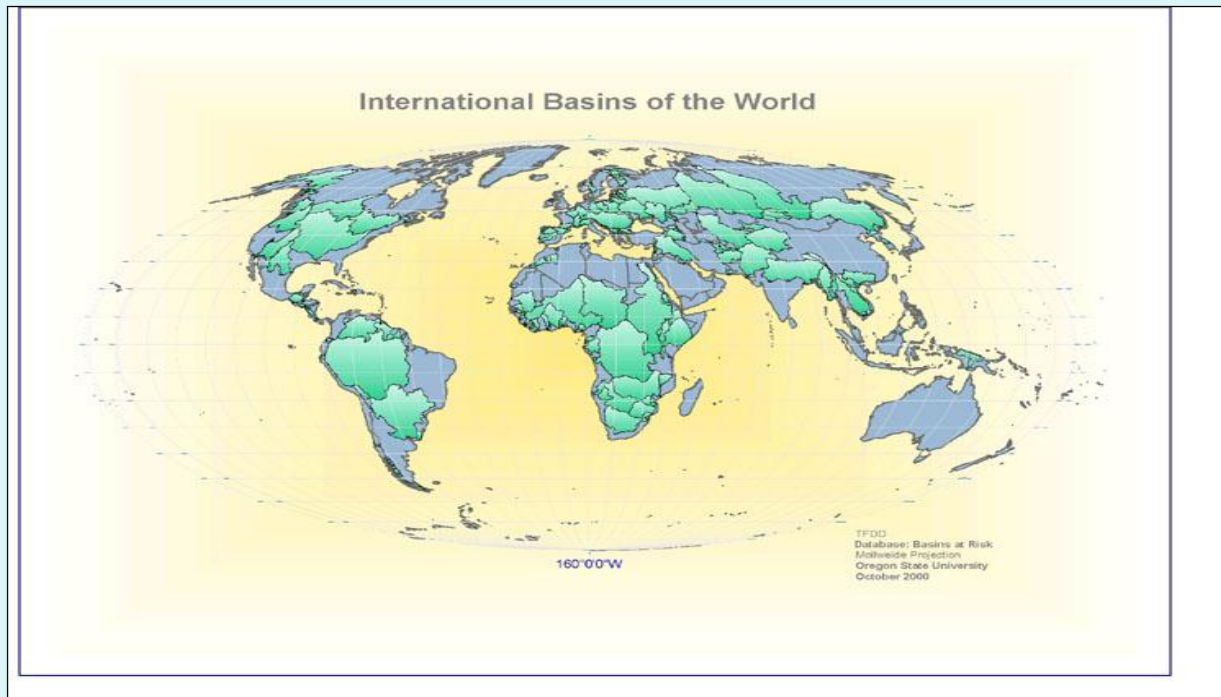 International Basins of the World
160°0'0"W
TFDD
Database: Basins at Risk
Mollweide Projection
Oregon State University
October 2000